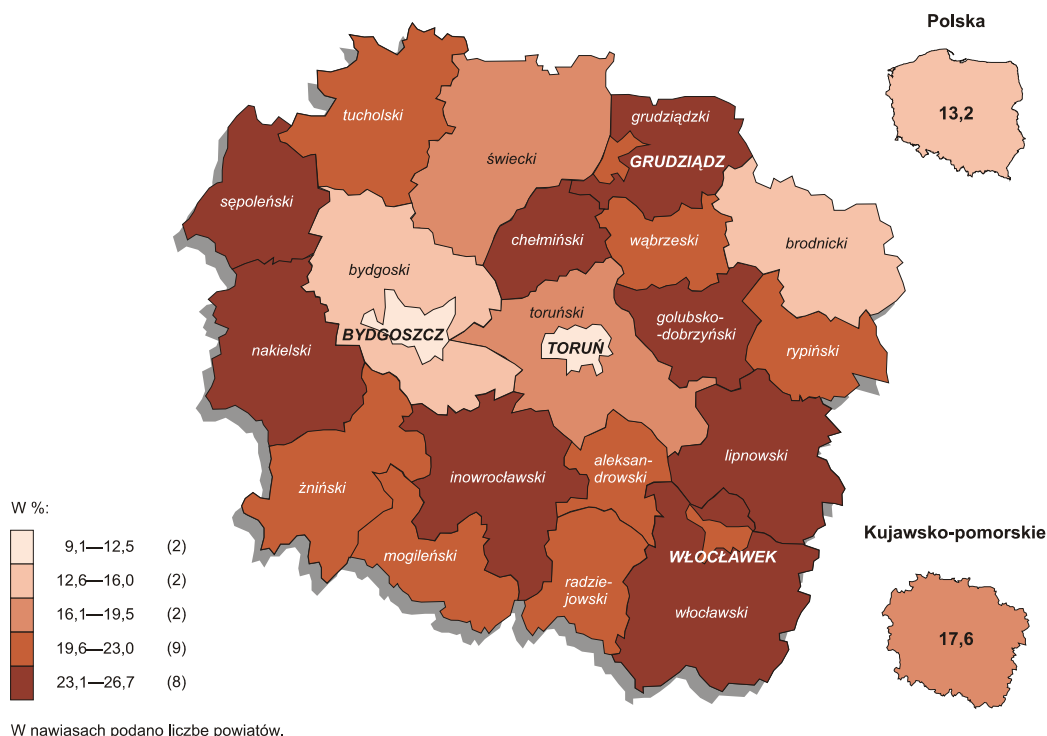 Polska
13,2
tucholski
grudziądzki
świecki
GRUDZIĄDZ
sępoleński
chełmiński
wąbrzeski
brodnicki
bydgoski
toruński
golubsko-
-dobrzyński
BYDGOSZCZ
TORUŃ
nakielski
rypiński
inowrocławski
aleksan-
drowski
lipnowski
żniński
mogileński
radzie-
jowski
WŁOCŁAWEK
włocławski
Kujawsko-pomorskie
17,6
W %:
9,1—12,5 (2)
12,6—16,0 (2)
16,1—19,5 (2)
19,6—23,0 (9)
23,1—26,7 (8)
W nawiasach podano liczbę powiatów.